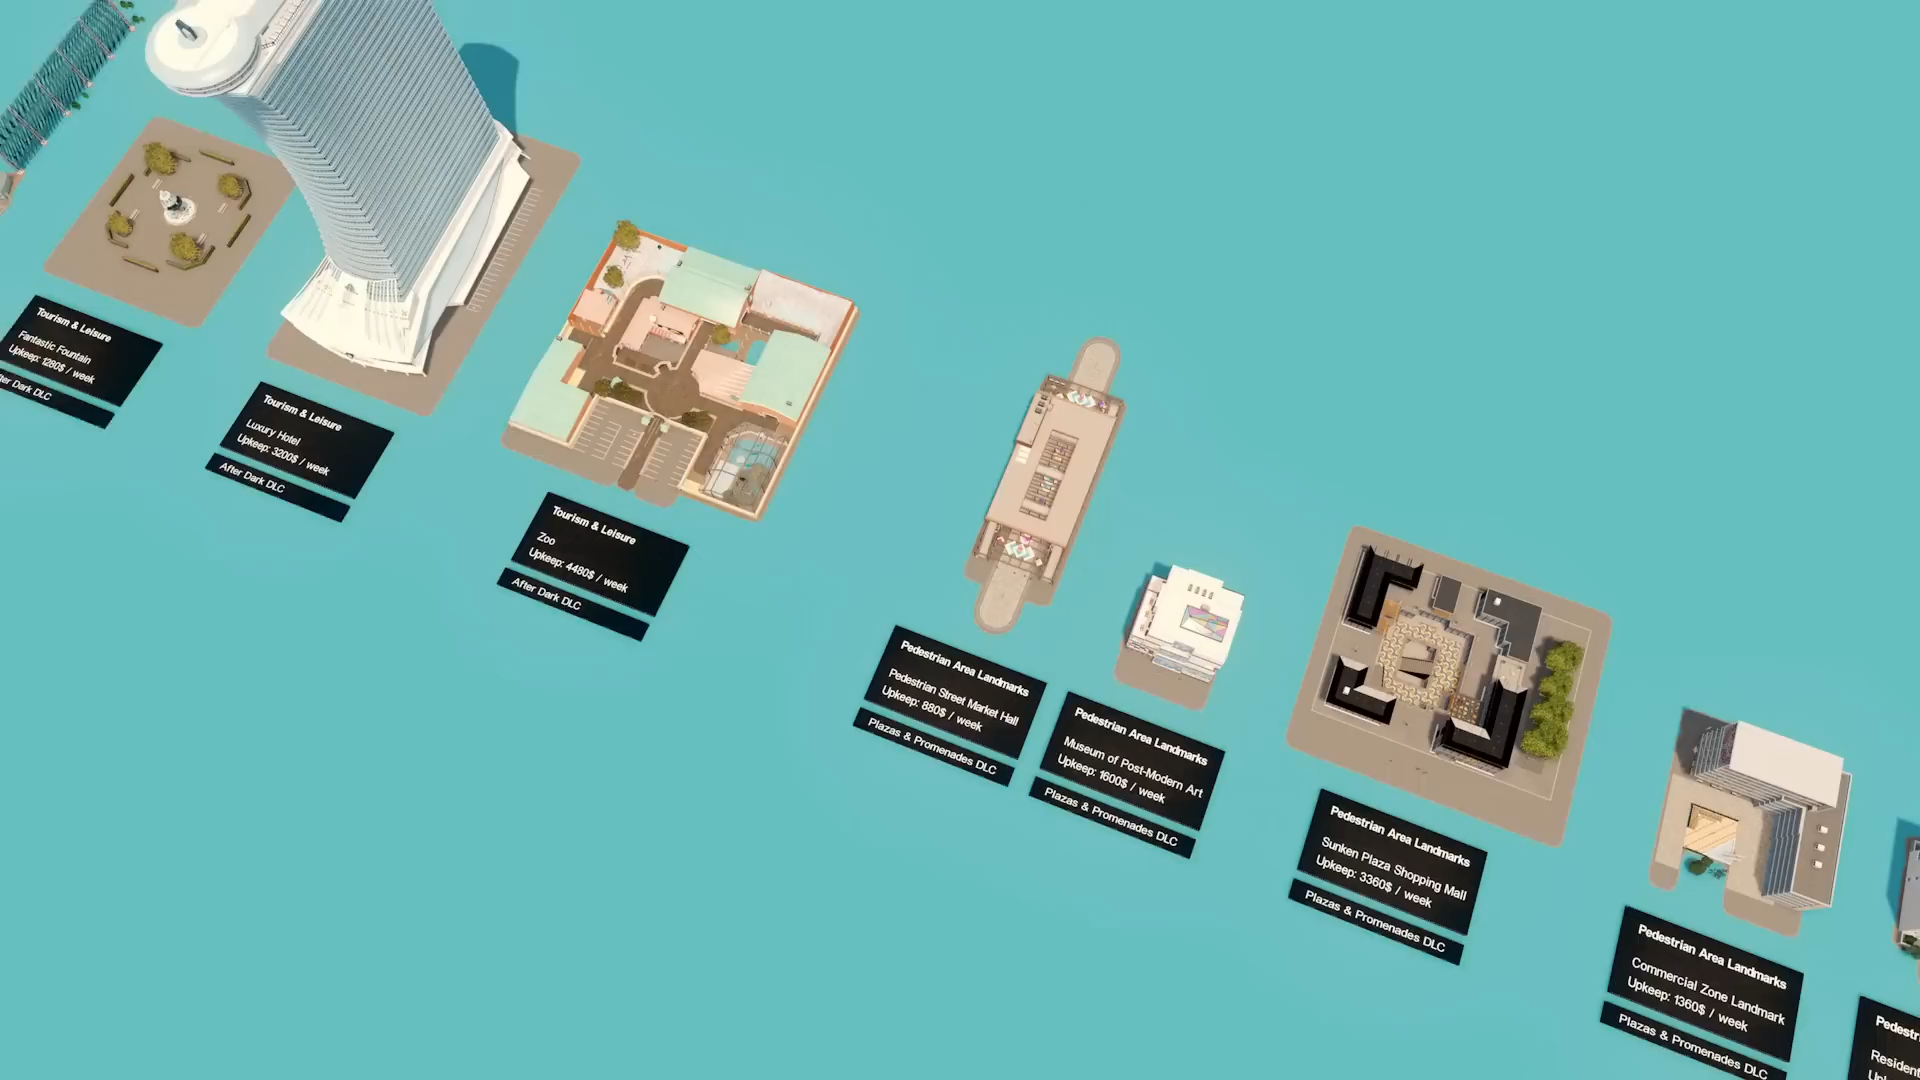 Tourism & Leisure
Fantastic Fountain
Upkeep: 1280$ / week
ter Dark DLC
Tourism & Leisure
Luxury Hotel
Upkeep: 3200$ / week
After Dark DLC
Tourism & Leisure
Zoo
Upkeep: 4480$ / week
After Dark DLC
Pedestrian Area Landmarks
Pedestrian Street Market Hall
Upkeep: 880$ / week
Plazas & Promenades DLC
Pedestrian Area Landmarks
Museum of Post-Modern Art
Upkeep: 1600$ / week
Plazas & Promenades DLC
Pedestrian Area Landmarks
Sunken Plaza Shopping Mall
Upkeep: 3360$ / week
Plazas & Promenades DLC
Pedestrian Area Landmarks
Commercial Zone Landmark
Upkeep: 1360$ / week
Plazas & Promenades DLC
Pedestr
Resident